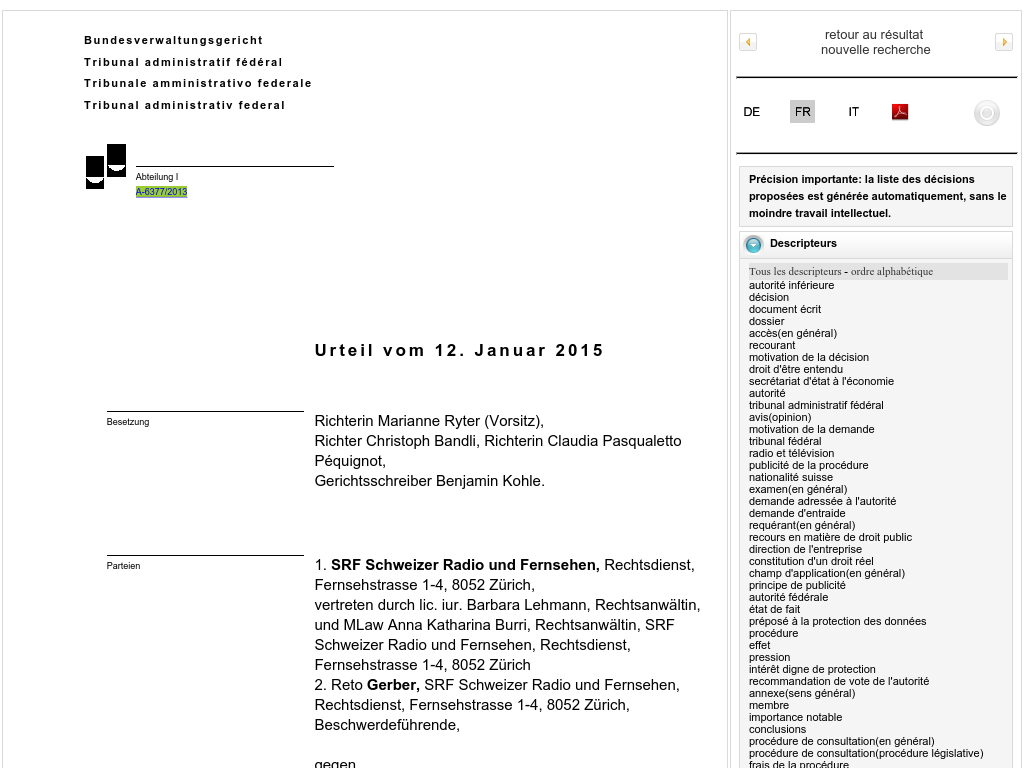 Bundesverwaltungsgericht
Tribunal administratif fédéral
Tribunale amministrativo federale
Tribunal administrativ federal
Abteilung I
A-6377/2013
Urteil vom 12. Januar 2015
Besetzung
Richterin Marianne Ryter (Vorsitz),
Richter Christoph Bandli, Richterin Claudia Pasqualetto
Péquignot,
Gerichtsschreiber Benjamin Kohle.
Parteien
1. SRF Schweizer Radio und Fernsehen, Rechtsdienst,
Fernsehstrasse 1-4, 8052 Zürich,
vertreten durch lic. iur. Barbara Lehmann, Rechtsanwältin,
und MLaw Anna Katharina Burri, Rechtsanwältin, SRF
Schweizer Radio und Fernsehen, Rechtsdienst,
Fernsehstrasse 1-4, 8052 Zürich
2. Reto Gerber, SRF Schweizer Radio und Fernsehen,
Rechtsdienst, Fernsehstrasse 1-4, 8052 Zürich,
Beschwerdeführende,
gegen
retour au résultat
nouvelle recherche
DE FR IT
Précision importante: la liste des décisions
proposées est générée automatiquement, sans le
moindre travail intellectuel.
Descripteurs
Tous les descripteurs - ordre alphabétique
autorité inférieure
décision
document écrit
dossier
accès(en général)
recourant
motivation de la décision
droit d'être entendu
secrétariat d'état à l'économie
autorité
tribunal administratif fédéral
avis(opinion)
motivation de la demande
tribunal fédéral
radio et télévision
publicité de la procédure
nationalité suisse
examen(en général)
demande adressée à l'autorité
demande d'entraide
requérant(en général)
recours en matière de droit public
direction de l'entreprise
constitution d'un droit réel
champ d'application(en général)
principe de publicité
autorité fédérale
état de fait
préposé à la protection des données
procédure
effet
pression
intérêt digne de protection
recommandation de vote de l'autorité
annexe(sens général)
membre
importance notable
conclusions
procédure de consultation(en général)
procédure de consultation(procédure législative)
frais de la procédure